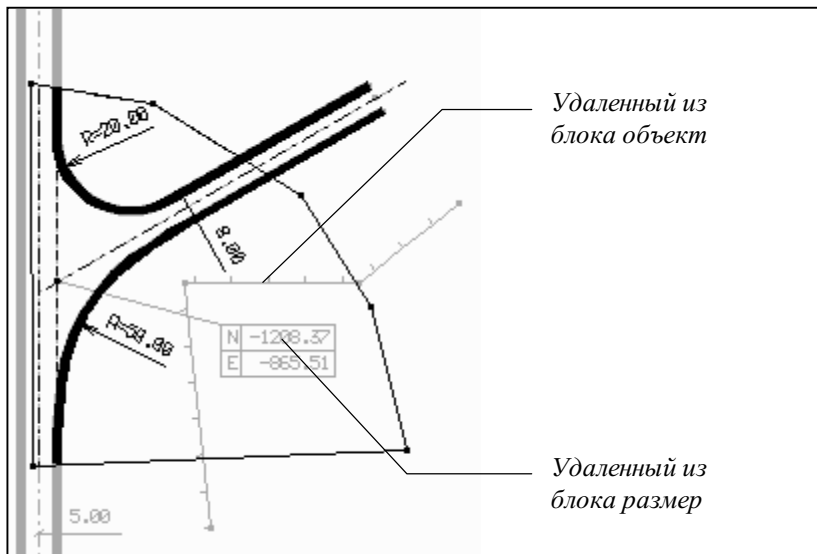 Удаленный из
блока объект
R=20.00
8.00
R=50.00
N -1208.37
E -865.51
Удаленный из
блока размер
5.00